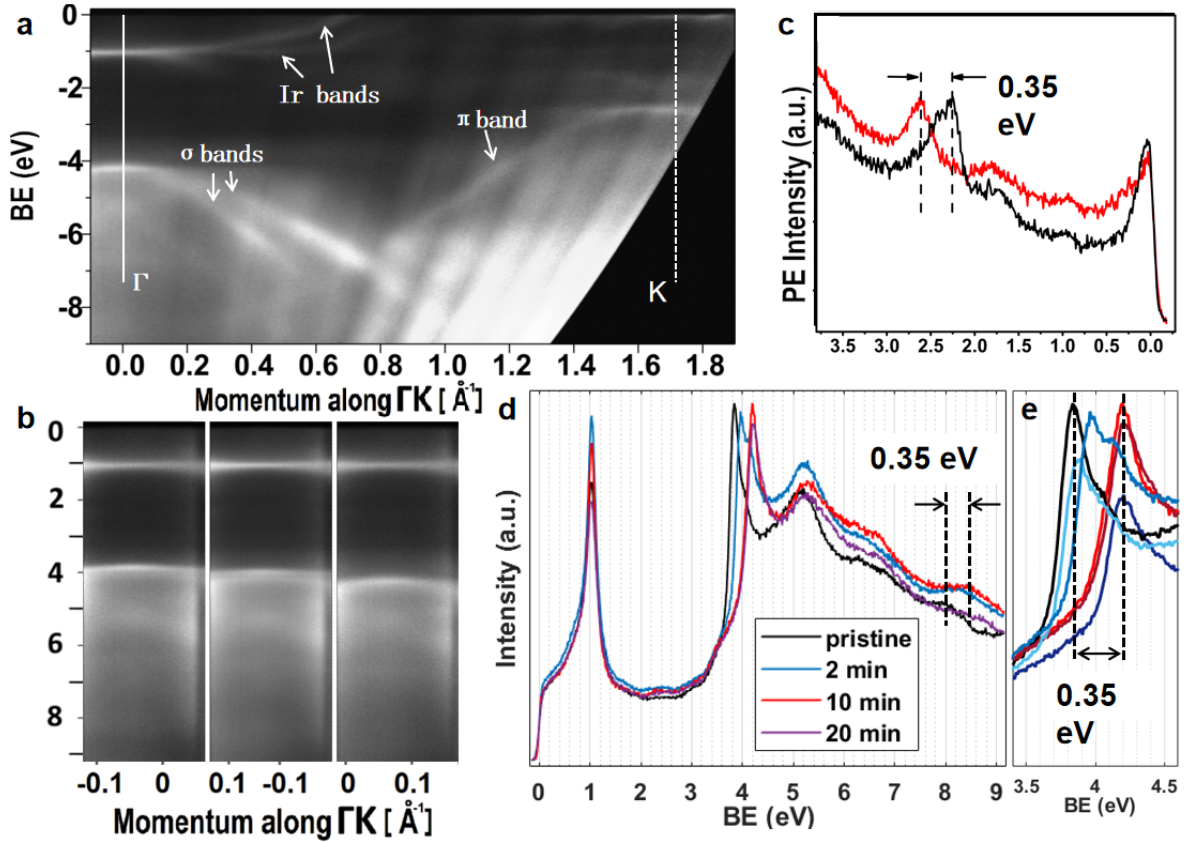 a
BE (eV)
0
-2
-4
-6
-8
Ir bands
π band
σ bands
Γ
K
0.0 0.2 0.4 0.6 0.8 1.0 1.2 1.4 1.6 1.8
Momentum along ΓK [ Å⁻¹]
c
PE Intensity (a.u.)
0.35
eV
3.5 3.0 2.5 2.0 1.5 1.0 0.5 0.0
b
0
2
4
6
8
-0.1 0 0.1 -0.1 0 0.1
Momentum along ΓK [ Å⁻¹]
d
Intensity (a.u.)
0.35 eV
pristine
2 min
10 min
20 min
0 1 2 3 4 5 6 7 8 9
BE (eV)
e
0.35
eV
3.5 4 4.5
BE (eV)